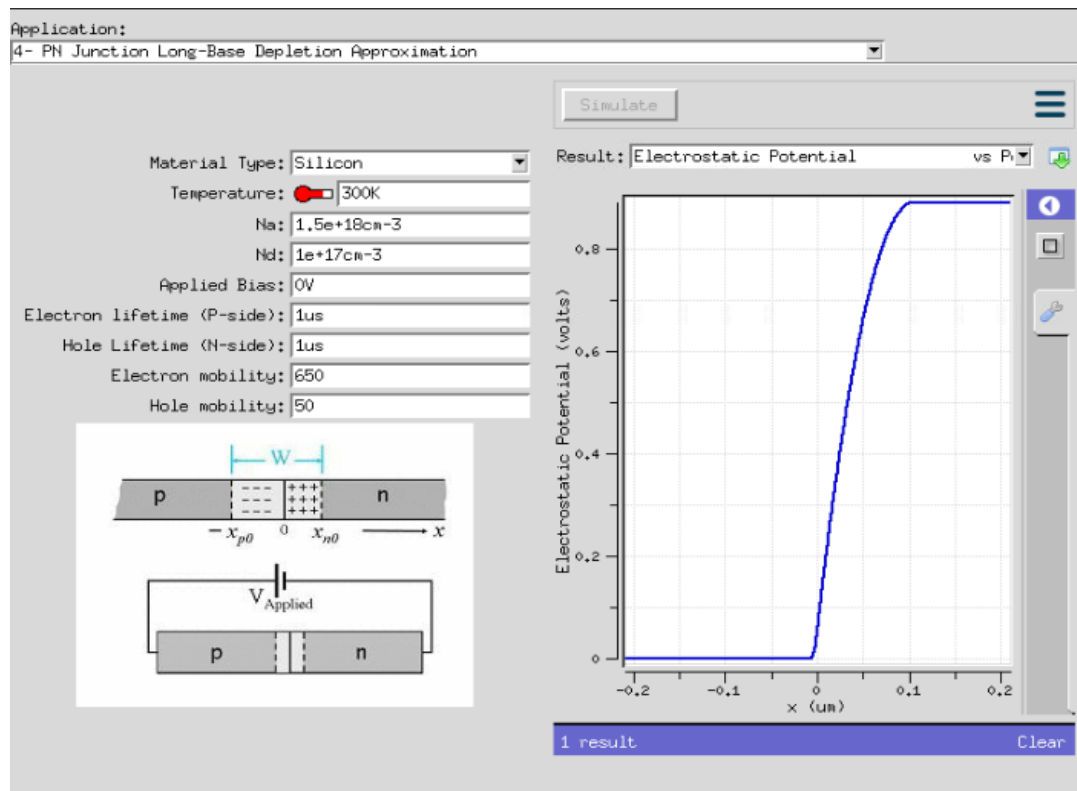 Application:
4- PN Junction Long-Base Depletion Approximation
Simulate
Material Type: Silicon
Temperature: 300K
Na: 1.5e+18cm-3
Nd: 1e+17cm-3
Applied Bias: 0V
Electron lifetime (P-side): 1us
Hole Lifetime (N-side): 1us
Electron mobility: 650
Hole mobility: 50
W
p
--- +++
--- +++
--- +++
n
-xp0 0 xn0 x
VApplied
p
n
Result: Electrostatic Potential vs P
Electrostatic Potential (volts)
0.8
0.6
0.4
0.2
0
-0.2 -0.1 0 0.1 0.2
x (um)
1 result Clear